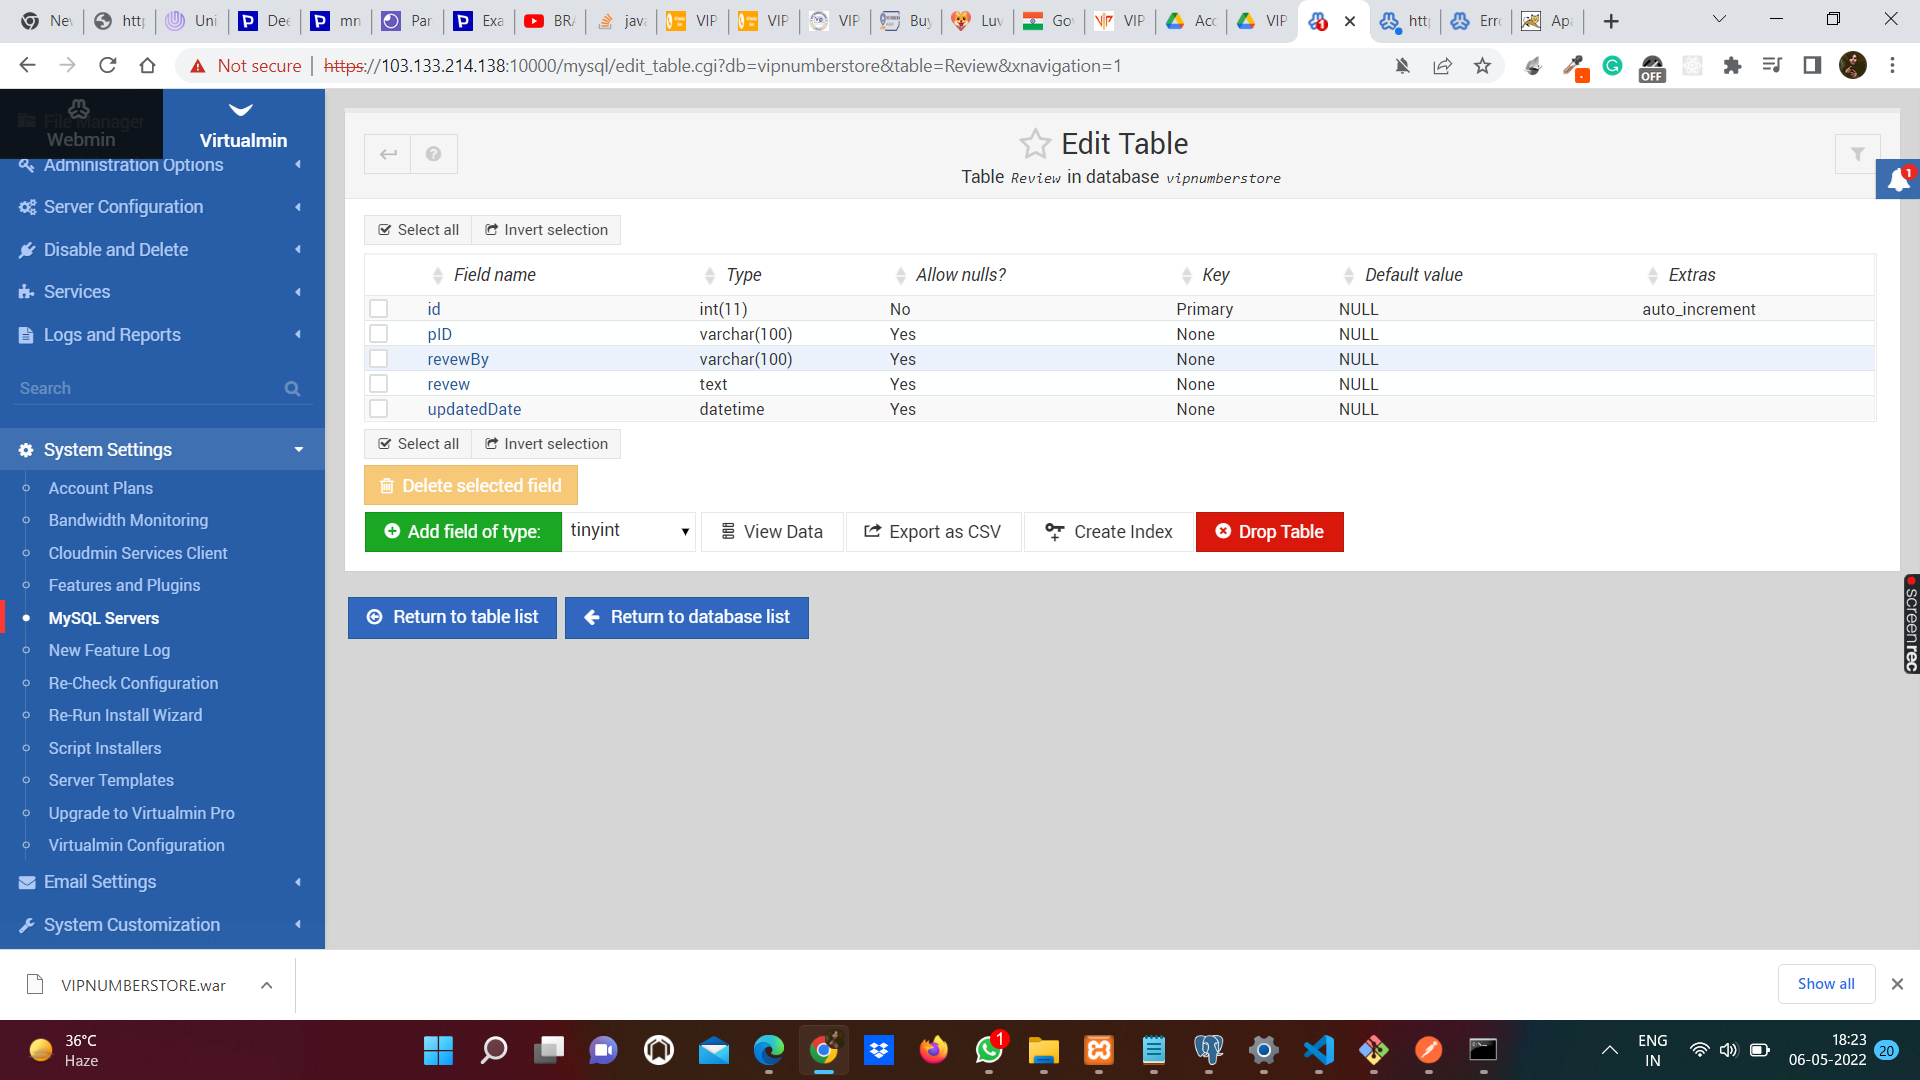 Nev
http
Uni
Dee
mn
Par
Exa
BRA
java
VIP
VIP
VIP
Buy
Luv
Gov
VIP
Acc
VIP
http
Erro
Apa
Not secure | https://103.133.214.138:10000/mysql/edit_table.cgi?db=vipnumberstore&table=Review&xnavigation=1
OFF
File Manager
Webmin
Virtualmin
Administration Options
Server Configuration
Disable and Delete
Services
Logs and Reports
Search
System Settings
Account Plans
Bandwidth Monitoring
Cloudmin Services Client
Features and Plugins
MySQL Servers
New Feature Log
Re-Check Configuration
Re-Run Install Wizard
Script Installers
Server Templates
Upgrade to Virtualmin Pro
Virtualmin Configuration
Email Settings
System Customization
Edit Table
Table Review in database vipnumberstore
1
Select all Invert selection
Field name Type Allow nulls? Key Default value Extras
id int(11) No Primary NULL auto_increment
pID varchar(100) Yes None NULL
revewBy varchar(100) Yes None NULL
revew text Yes None NULL
updatedDate datetime Yes None NULL
Select all Invert selection
Delete selected field
Add field of type: tinyint View Data Export as CSV Create Index Drop Table
Return to table list Return to database list
screenrec
VIPNUMBERSTORE.war
Show all
36°C
Haze
1
ENG
IN
18:23
06-05-2022
20